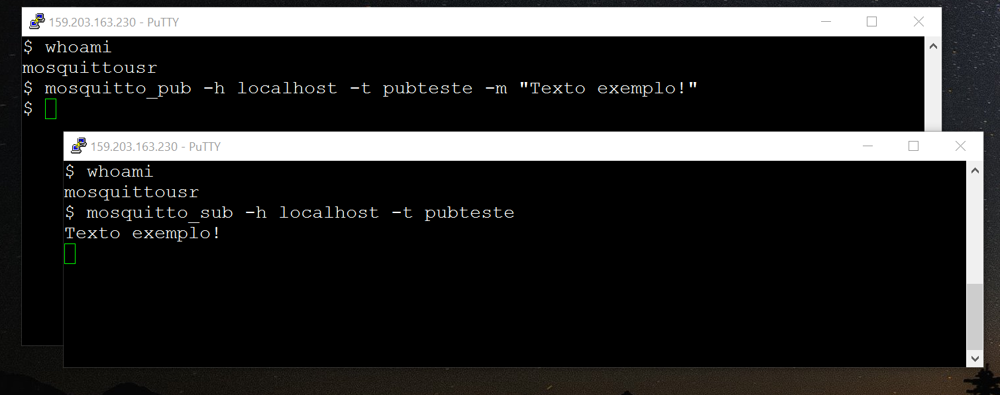 159.203.163.230 - PuTTY
$ whoami
mosquittousr
$ mosquitto_pub -h localhost -t pubteste -m "Texto exemplo!"
$
159.203.163.230 - PuTTY
$ whoami
mosquittousr
$ mosquitto_sub -h localhost -t pubteste
Texto exemplo!